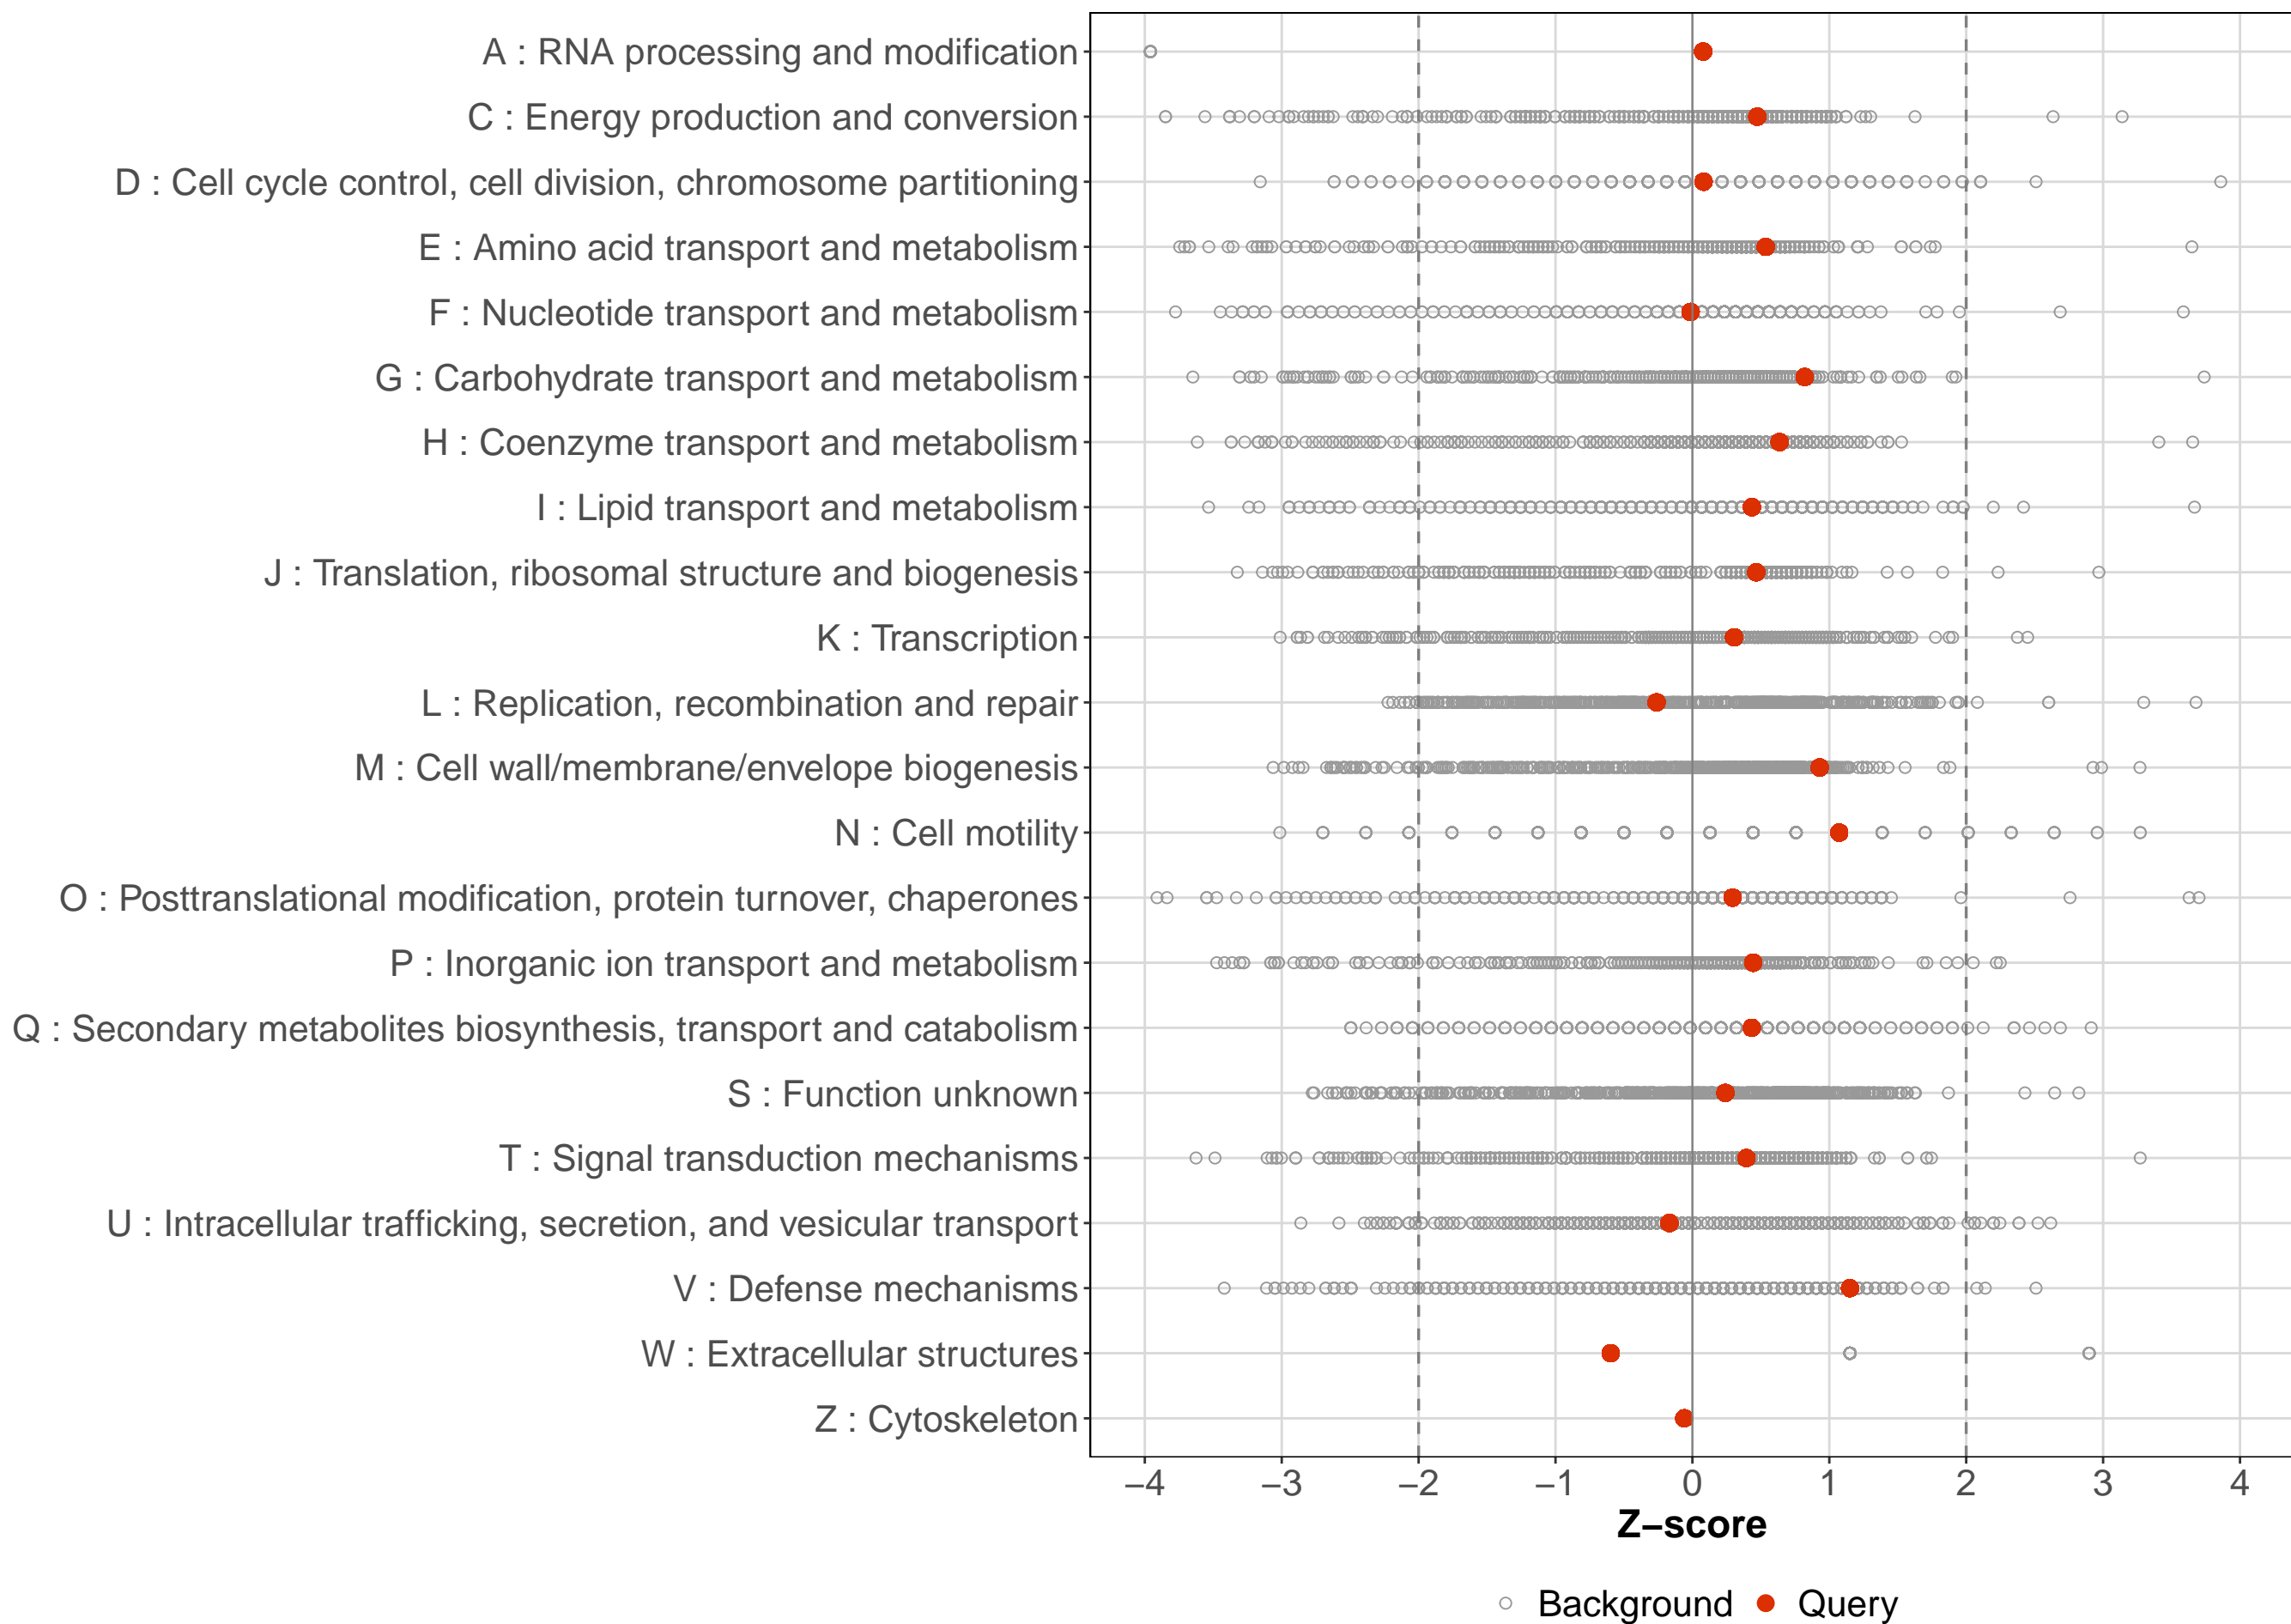 A : RNA processing and modification
C : Energy production and conversion
D : Cell cycle control, cell division, chromosome partitioning
E : Amino acid transport and metabolism
F : Nucleotide transport and metabolism
G : Carbohydrate transport and metabolism
H : Coenzyme transport and metabolism
I : Lipid transport and metabolism
J : Translation, ribosomal structure and biogenesis
K : Transcription
L : Replication, recombination and repair
M : Cell wall/membrane/envelope biogenesis
N : Cell motility
O : Posttranslational modification, protein turnover, chaperones
P : Inorganic ion transport and metabolism
Q : Secondary metabolites biosynthesis, transport and catabolism
S : Function unknown
T : Signal transduction mechanisms
U : Intracellular trafficking, secretion, and vesicular transport
V : Defense mechanisms
W : Extracellular structures
Z : Cytoskeleton
−4 −3 −2 −1 0 1 2 3 4
Z−score
Background Query